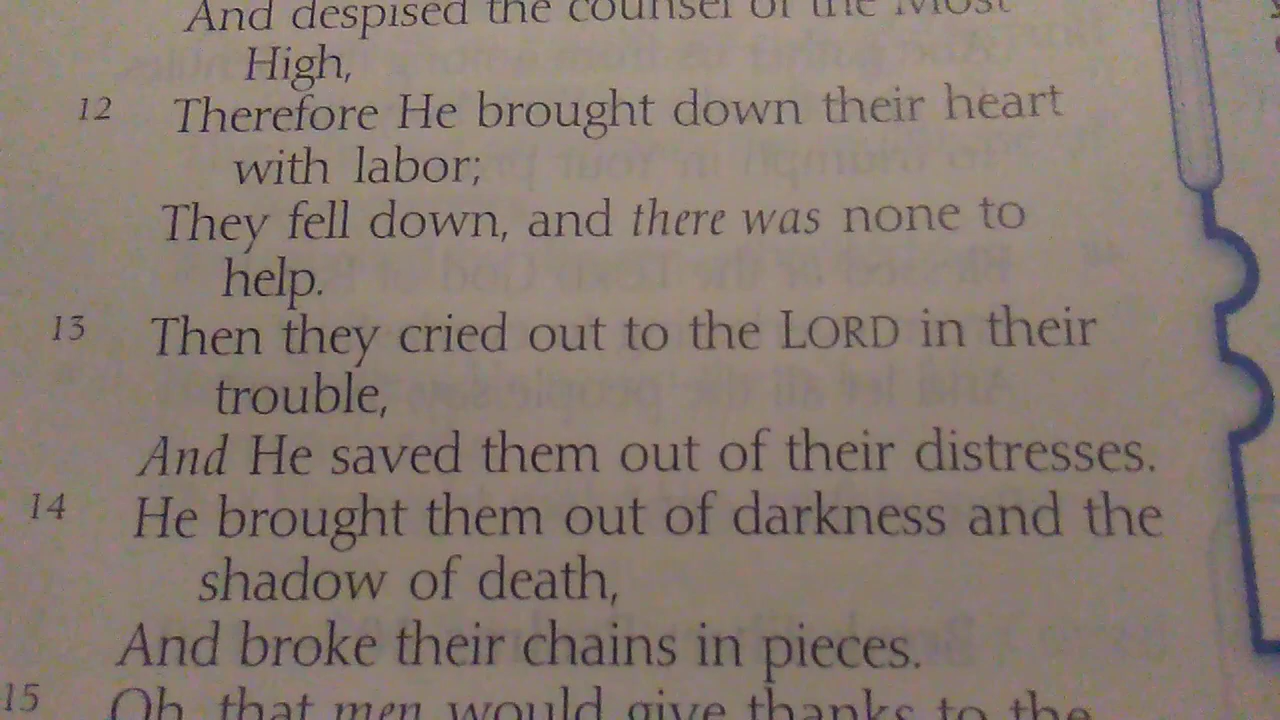 And despised the counsel of the Most
High,
12 Therefore He brought down their heart
with labor;
They fell down, and there was none to
help.
13 Then they cried out to the LORD in their
trouble,
And He saved them out of their distresses.
14 He brought them out of darkness and the
shadow of death,
And broke their chains in pieces.
15 Oh, that men would give thanks to the